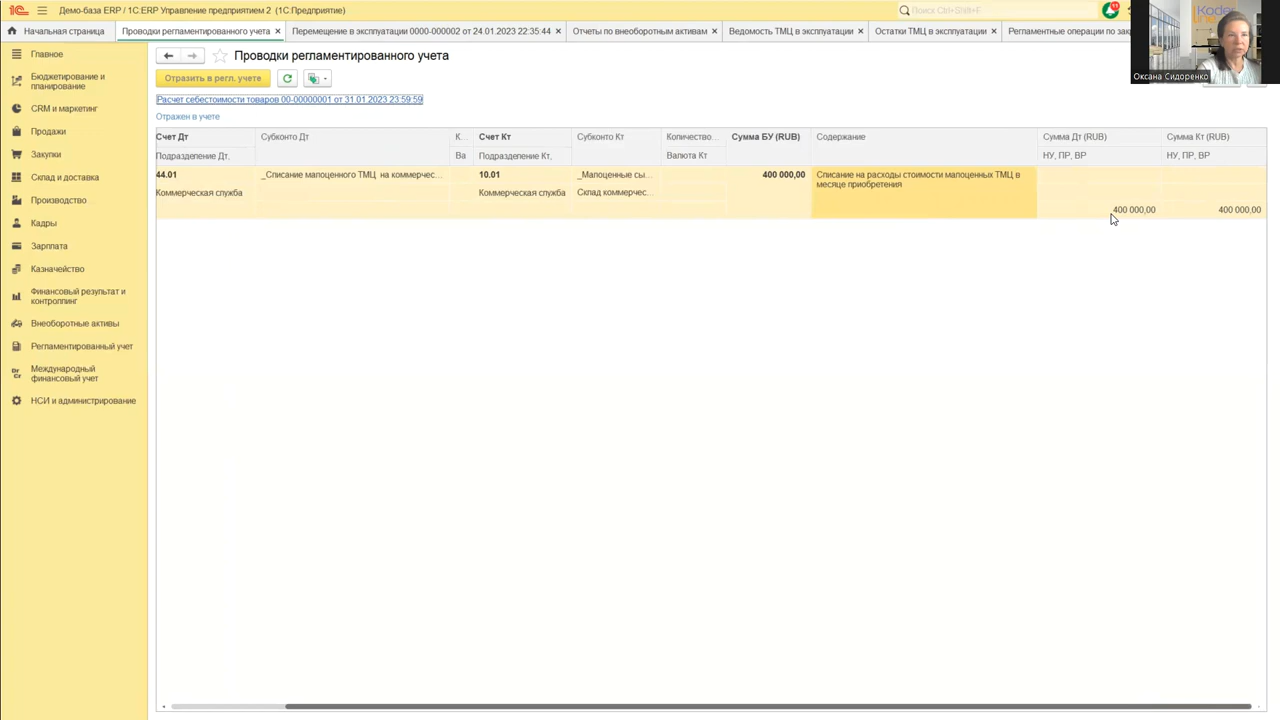 1С Демо-база ERP / 1С:ERP Управление предприятием 2 (1С:Предприятие)
Поиск Ctrl+Shift+F
11
Koder
line
Начальная страница
Проводки регламентированного учета ×
Перемещение в эксплуатации 0000-000002 от 24.01.2023 22:35:44 ×
Отчеты по внеоборотным активам ×
Ведомость ТМЦ в эксплуатации ×
Остатки ТМЦ в эксплуатации ×
Регламентные операции по зак
Оксана Сидоренко
Главное
Бюджетирование и
планирование
CRM и маркетинг
Продажи
Закупки
Склад и доставка
Производство
Кадры
Зарплата
Казначейство
Финансовый результат и
контроллинг
Внеоборотные активы
Регламентированный учет
Международный
финансовый учет
НСИ и администрирование
Проводки регламентированного учета
Отразить в регл. учете
Расчет себестоимости товаров 00-00000001 от 31.01.2023 23:59:59
Отражен в учете
Счет Дт Субконто Дт К... Счет Кт Субконто Кт Количество... Сумма БУ (RUB) Содержание Сумма Дт (RUB) Сумма Кт (RUB)
Подразделение Дт, Ва Подразделение Кт, Валюта Кт НУ, ПР, ВР НУ, ПР, ВР
44.01 _Списание малоценного ТМЦ на коммерчес... 10.01 _Малоценные сы... 400 000,00 Списание на расходы стоимости малоценных ТМЦ в
месяце приобретения
Коммерческая служба Коммерческая служба Склад коммерчес...
400 000,00 400 000,00